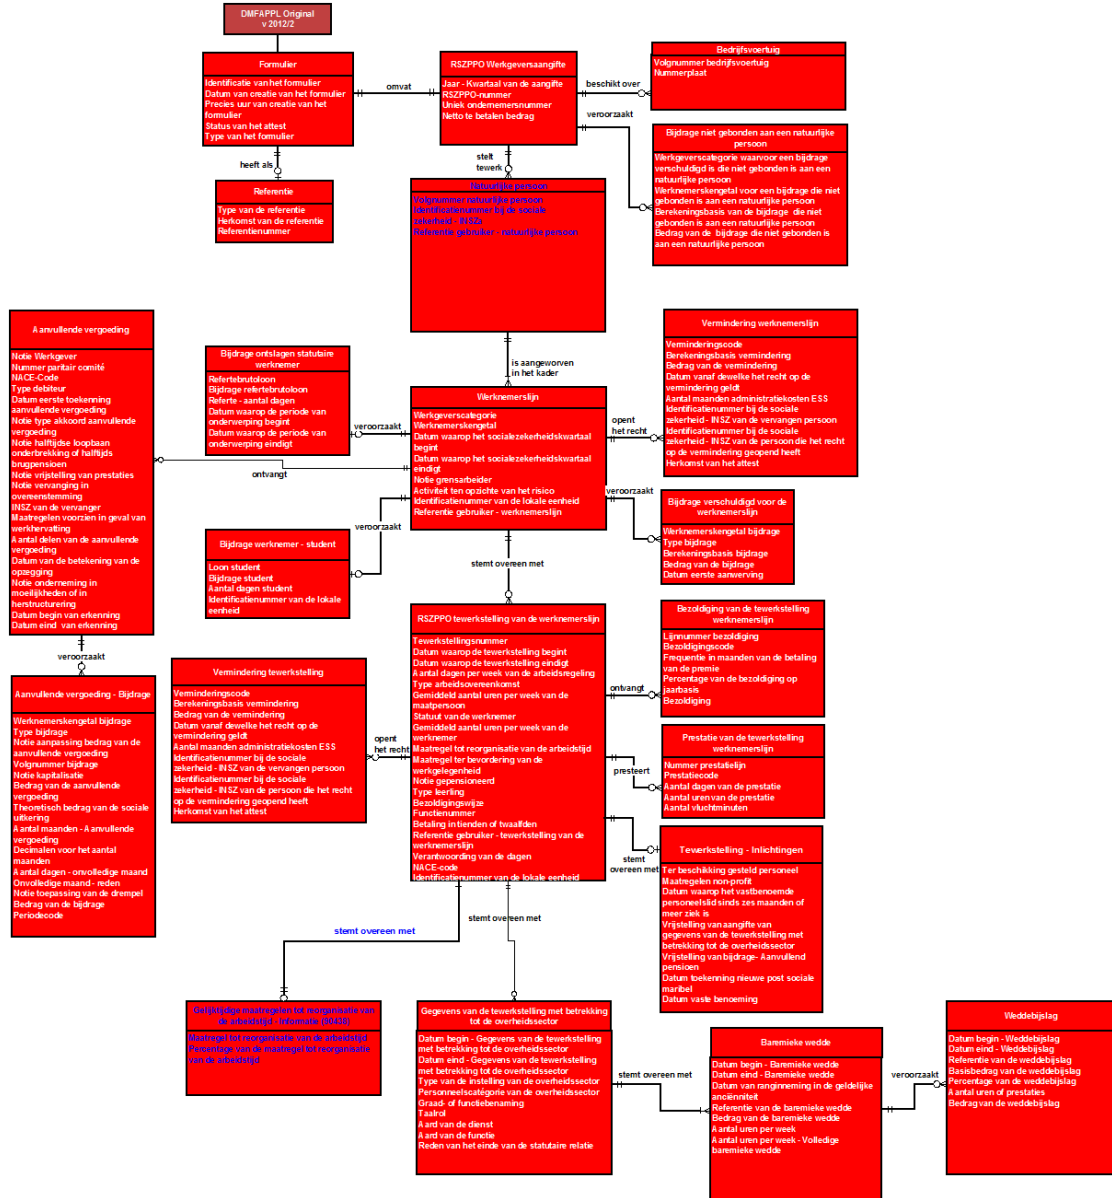 DMFAPPL Original
v 2012/2
Formulier
Identificatie van het formulier
Datum van creatie van het formulier
Precies uur van creatie van het
formulier
Status van het attest
Type van het formulier
omvat
RSZPPO Werkgeversaangifte
Jaar - Kwartaal van de aangifte
RSZPPO-nummer
Uniek ondernemersnummer
Netto te betalen bedrag
beschikt over
Bedrijfsvoertuig
Volgnummer bedrijfsvoertuig
Nummerplaat
veroorzaakt
Bijdrage niet gebonden aan een natuurlijke
persoon
Werkgeverscategorie waarvoor een bijdrage
verschuldigd is die niet gebonden is aan een
natuurlijke persoon
Werknemerskengetal voor een bijdrage die niet
gebonden is aan een natuurlijke persoon
Berekeningsbasis van de bijdrage die niet
gebonden is aan een natuurlijke persoon
Bedrag van de bijdrage die niet gebonden is
aan een natuurlijke persoon
heeft als
Referentie
Type van de referentie
Herkomst van de referentie
Referentienummer
stelt
tewerk
Natuurlijke persoon
Volgnummer natuurlijke persoon
Identificatienummer bij de sociale
zekerheid - INSZs
Referentie gebruiker - natuurlijke persoon
is aangeworven
in het kader
Aanvullende vergoeding
Notie Werkgever
Nummer paritair comité
NACE-Code
Type debiteur
Datum eerste toekenning
aanvullende vergoeding
Notie type akkoord aanvullende
vergoeding
Notie halftijdse loopbaan
onderbreking of halftijds
brugpensioen
Notie vrijstelling van prestaties
Notie vervanging in
overeenstemming
INSZ van de vervanger
Maatregelen voorzien in geval van
werkhervatting
Aantal delen van de aanvullende
vergoeding
Datum van de betekening van de
opzegging
Notie onderneming in
moeilijkheden of in
herstructurering
Datum begin van erkenning
Datum eind van erkenning
Bijdrage ontslagen statutaire
werknemer
Refertebrutoloon
Bijdrage refertebrutoloon
Referte - aantal dagen
Datum waarop de periode van
onderwerping begint
Datum waarop de periode van
onderwerping eindigt
veroorzaakt
ontvangt
Werknemerslijn
Werkgeverscategorie
Werknemerskengetal
Datum waarop het socialezekerheidskwartaal
begint
Datum waarop het socialezekerheidskwartaal
eindigt
Notie grensarbeider
Activiteit ten opzichte van het risico
Identificatienummer van de lokale eenheid
Referentie gebruiker - werknemerslijn
opent
het recht
Vermindering werknemerslijn
Verminderingscode
Berekeningsbasis vermindering
Bedrag van de vermindering
Datum vanaf dewelke het recht op de
vermindering geldt
Aantal maanden administratiekosten ESS
Identificatienummer bij de sociale
zekerheid - INSZ van de vervangen persoon
Identificatienummer bij de sociale
zekerheid - INSZ van de persoon die het recht
op de vermindering geopend heeft
Herkomst van het attest
veroorzaakt
Bijdrage verschuldigd voor de
werknemerslijn
Werknemerskengetal bijdrage
Type bijdrage
Berekeningsbasis bijdrage
Bedrag van de bijdrage
Datum eerste aanwerving
veroorzaakt
Bijdrage werknemer - student
Loon student
Bijdrage student
Aantal dagen student
Identificatienummer van de lokale
eenheid
stemt overeen met
RSZPPO tewerkstelling van de werknemerslijn
Tewerkstellingsnummer
Datum waarop de tewerkstelling begint
Datum waarop de tewerkstelling eindigt
Aantal dagen per week van de arbeidsregeling
Type arbeidsovereenkomst
Gemiddeld aantal uren per week van de
maatpersoon
Statuut van de werknemer
Gemiddeld aantal uren per week van de
werknemer
Maatregel tot reorganisatie van de arbeidstijd
Maatregel ter bevordering van de
werkgelegenheid
Notie gepensioneerd
Type leerling
Bezoldigingswijze
Functienummer
Betaling in tienden of twaalfden
Referentie gebruiker - tewerkstelling van de
werknemerslijn
Verantwoording van de dagen
NACE-code
Identificatienummer van de lokale eenheid
veroorzaakt
Aanvullende vergoeding - Bijdrage
Werknemerskengetal bijdrage
Type bijdrage
Notie aanpassing bedrag van de
aanvullende vergoeding
Volgnummer bijdrage
Notie kapitalisatie
Bedrag van de aanvullende
vergoeding
Theoretisch bedrag van de sociale
uitkering
Aantal maanden - Aanvullende
vergoeding
Decimalen voor het aantal
maanden
Aantal dagen - onvolledige maand
Onvolledige maand - reden
Notie toepassing van de drempel
Bedrag van de bijdrage
Periodecode
Vermindering tewerkstelling
Verminderingscode
Berekeningsbasis vermindering
Bedrag van de vermindering
Datum vanaf dewelke het recht op de
vermindering geldt
Aantal maanden administratiekosten ESS
Identificatienummer bij de sociale
zekerheid - INSZ van de vervangen persoon
Identificatienummer bij de sociale
zekerheid - INSZ van de persoon die het recht
op de vermindering geopend heeft
Herkomst van het attest
opent
het recht
ontvangt
Bezoldiging van de tewerkstelling
werknemerslijn
Lijnnummer bezoldiging
Bezoldigingscode
Frequentie in maanden van de betaling
van de premie
Percentage van de bezoldiging op
jaarbasis
Bezoldiging
presteert
Prestatie van de tewerkstelling
werknemerslijn
Nummer prestatielijn
Prestatiecode
Aantal dagen van de prestatie
Aantal uren van de prestatie
Aantal vluchtminuten
stemt
overeen met
Tewerkstelling - Inlichtingen
Ter beschikking gesteld personeel
Maatregelen non-profit
Datum waarop het vastbenoemde
personeelslid sinds zes maanden of
meer ziek is
Vrijstelling van aangifte van
gegevens van de tewerkstelling met
betrekking tot de overheidssector
Vrijstelling van bijdrage- Aanvullend
pensioen
Datum toekenning nieuwe post sociale
maribel
Datum vaste benoeming
stemt overeen met
stemt overeen met
Gelijktijdige maatregelen tot reorganisatie van
de arbeidstijd - Informatie (90438)
Maatregel tot reorganisatie van de arbeidstijd
Percentage van de maatregel tot reorganisatie
van de arbeidstijd
Gegevens van de tewerkstelling met betrekking
tot de overheidssector
Datum begin - Gegevens van de tewerkstelling
met betrekking tot de overheidssector
Datum eind - Gegevens van de tewerkstelling
met betrekking tot de overheidssector
Type van de instelling van de overheidssector
Personneelscatégorie van de overheidssector
Graad- of functiebenaming
Taalrol
Aard van de dienst
Aard van de functie
Reden van het einde van de statutaire relatie
stemt overeen met
Baremieke wedde
Datum begin - Baremieke wedde
Datum eind - Baremieke wedde
Datum van ranginneming in de geldelijke
anciënniteit
Referentie van de baremieke wedde
Bedrag van de baremieke wedde
Aantal uren per week
Aantal uren per week - Volledige
baremieke wedde
veroorzaakt
Weddebijslag
Datum begin - Weddebijslag
Datum eind - Weddebijslag
Referentie van de weddebijslag
Basisbedrag van de weddebijslag
Percentage van de weddebijslag
Aantal uren of prestaties
Bedrag van de weddebijslag